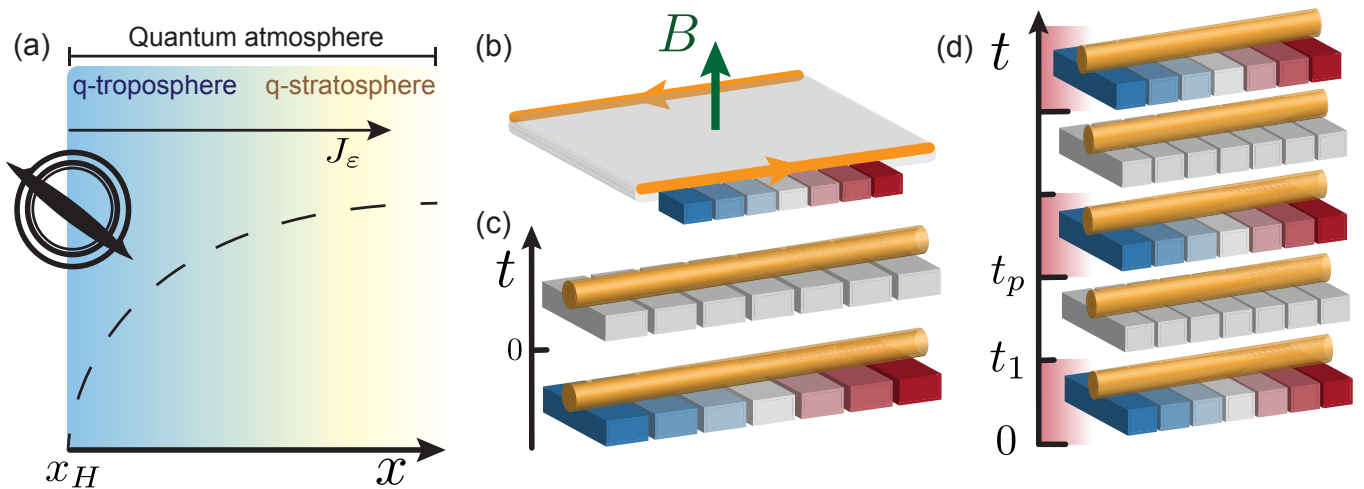 (a)
Quantum atmosphere
q-troposphere
q-stratosphere
J_ε
x_H
x
(b)
B
(c)
t
0
(d)
t
t_p
t_1
0